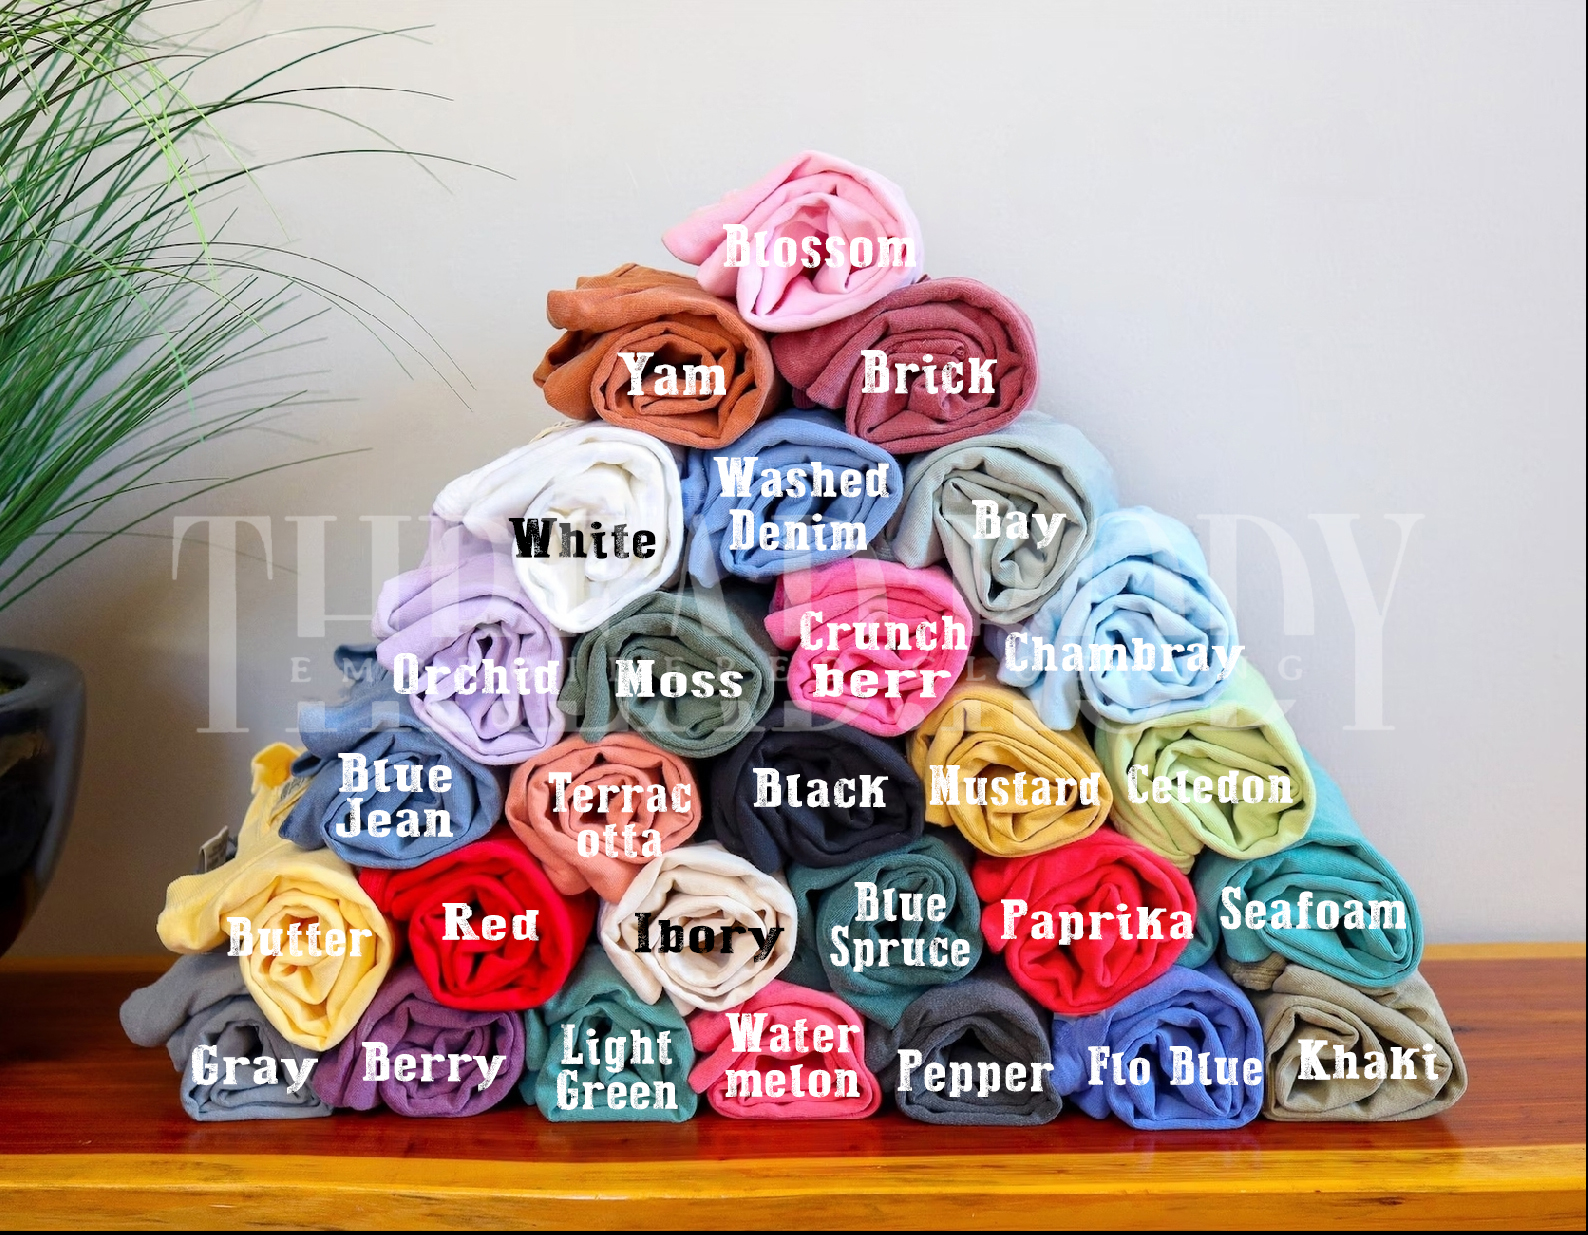 Blossom
Yam
Brick
White
Washed
Denim
Bay
Orchid
Moss
Crunch
berr
Chambray
Blue
Jean
Terrac
otta
Black
Mustard
Celedon
Butter
Red
Ibory
Blue
Spruce
Paprika
Seafoam
Gray
Berry
Light
Green
Water
melon
Pepper
Flo Blue
Khaki